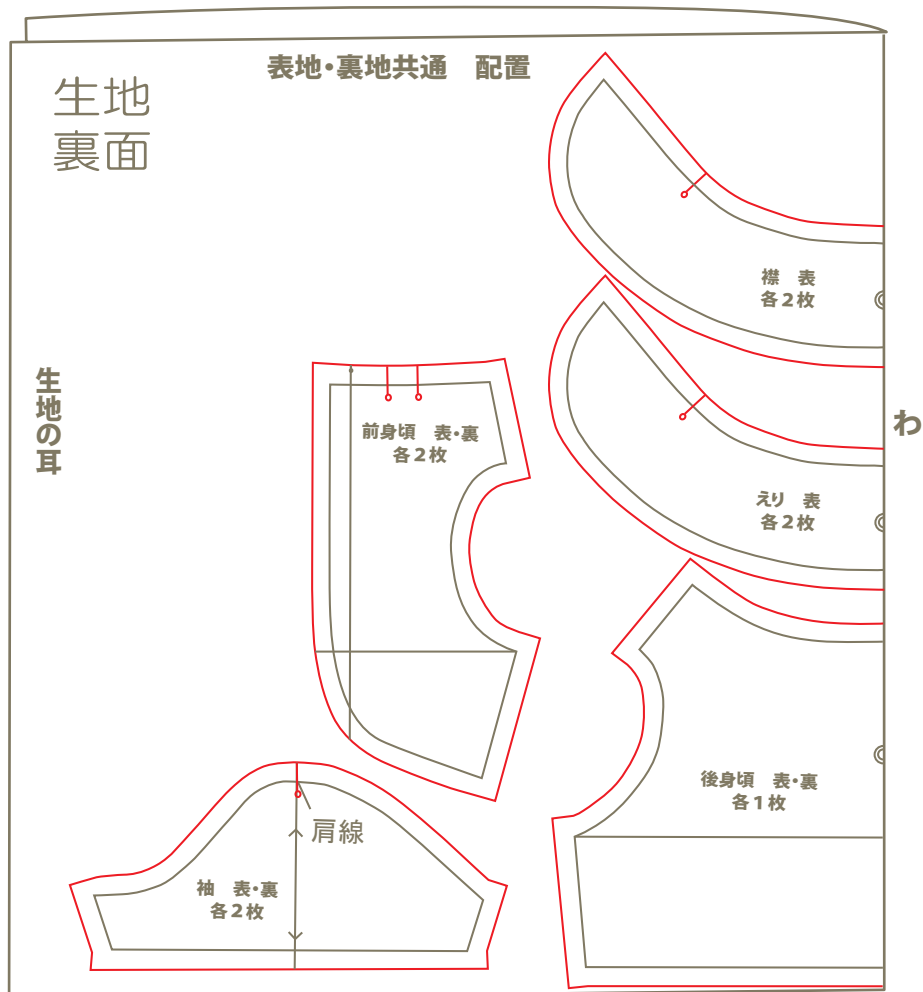 表地・裏地共通　配置
生地
裏面
襟　表
各2枚
生地の耳
わ
前身頃　表・裏
各2枚
えり　表
各2枚
後身頃　表・裏
各1枚
肩線
袖　表・裏
各2枚